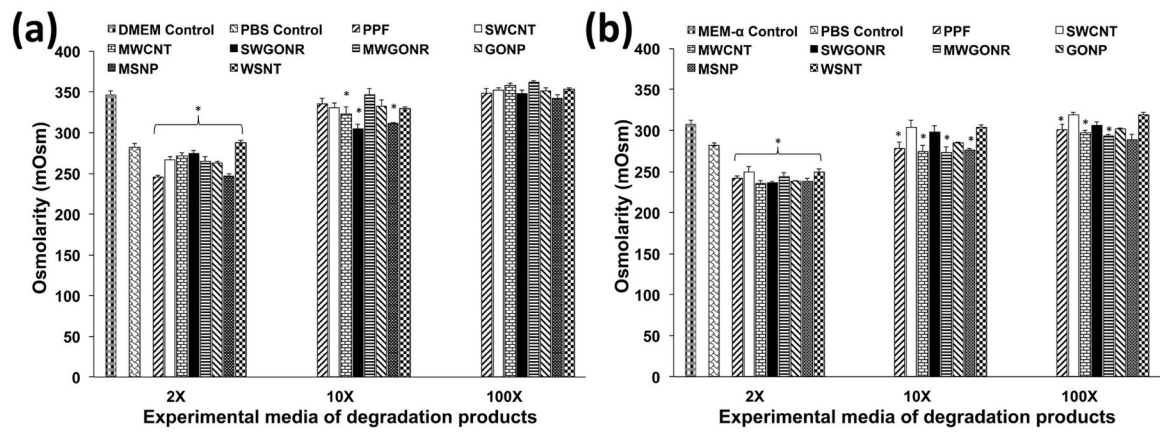 (a)
DMEM Control PBS Control PPF SWCNT
MWCNT SWGONR MWGONR GONP
MSNP WSNT
Osmolarity (mOsm)
400
350
300
250
200
150
100
50
0
*
* * *
2X 10X 100X
Experimental media of degradation products
(b)
MEM-α Control PBS Control PPF SWCNT
MWCNT SWGONR MWGONR GONP
MSNP WSNT
Osmolarity (mOsm)
400
350
300
250
200
150
100
50
0
*
* * * *
* * *
2X 10X 100X
Experimental media of degradation products